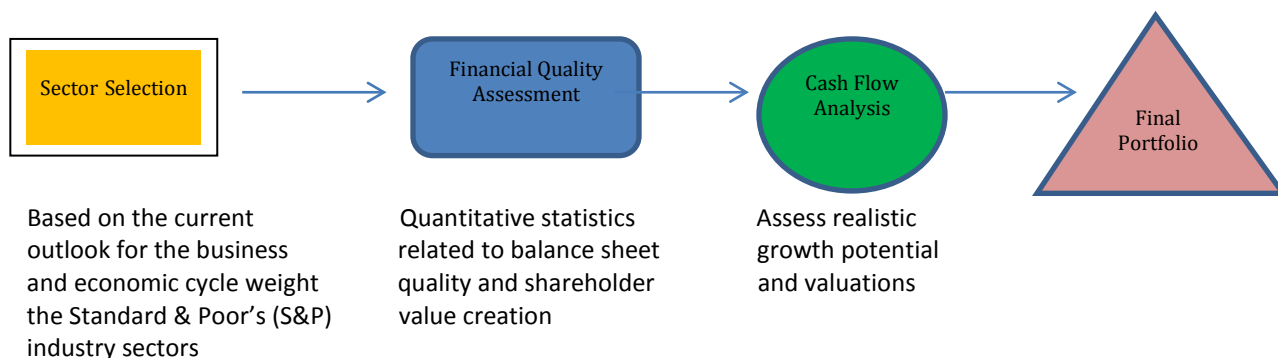 Sector Selection
Financial Quality
Assessment
Cash Flow
Analysis
Final
Portfolio
Based on the current
outlook for the business
and economic cycle weight
the Standard & Poor’s (S&P)
industry sectors
Quantitative statistics
related to balance sheet
quality and shareholder
value creation
Assess realistic
growth potential
and valuations